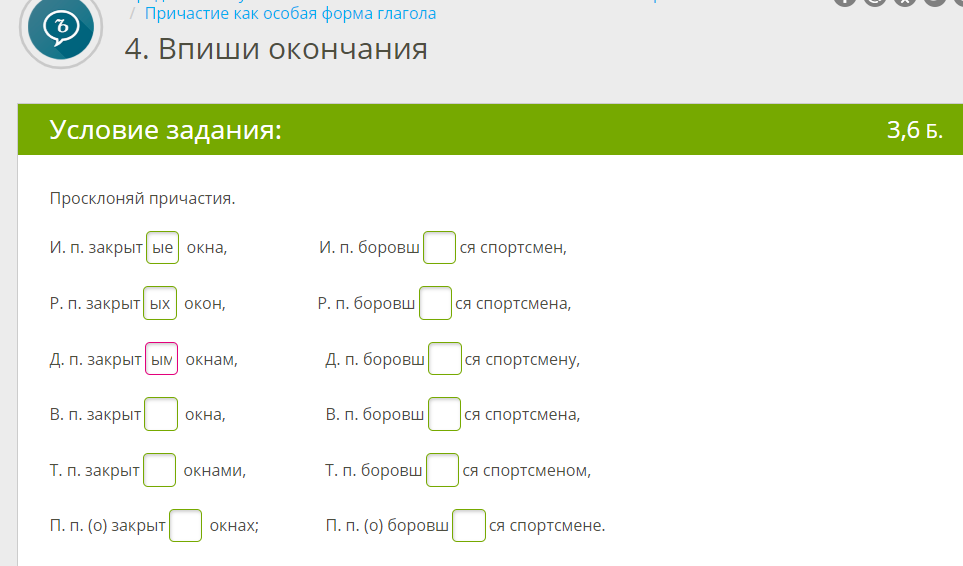 / Причастие как особая форма глагола
Ъ
4. Впиши окончания
Условие задания: 3,6 Б.
Просклоняй причастия.
И. п. закрыт ые окна, И. п. боровш ся спортсмен,
Р. п. закрыт ых окон, Р. п. боровш ся спортсмена,
Д. п. закрыт ым окнам, Д. п. боровш ся спортсмену,
В. п. закрыт окна, В. п. боровш ся спортсмена,
Т. п. закрыт окнами, Т. п. боровш ся спортсменом,
П. п. (о) закрыт окнах; П. п. (о) боровш ся спортсмене.